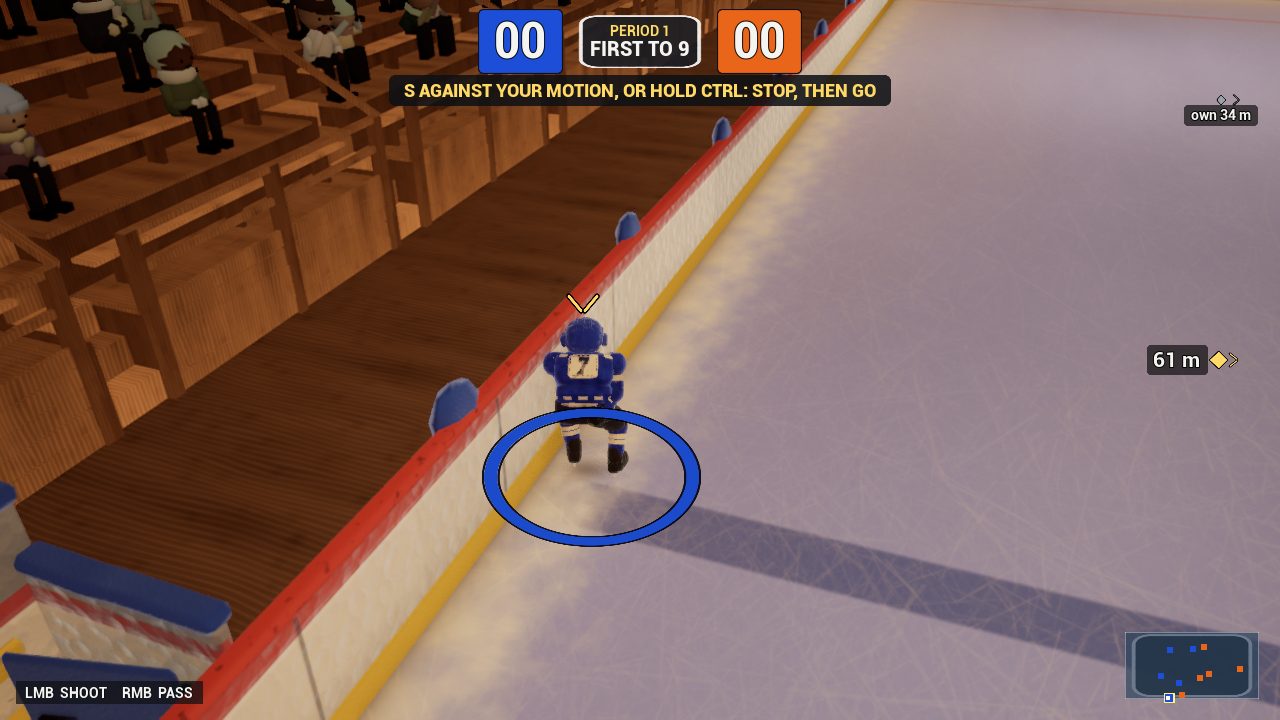 00
PERIOD 1
FIRST TO 9
00
S AGAINST YOUR MOTION, OR HOLD CTRL: STOP, THEN GO
own 34 m
61 m
7
LMB SHOOT RMB PASS